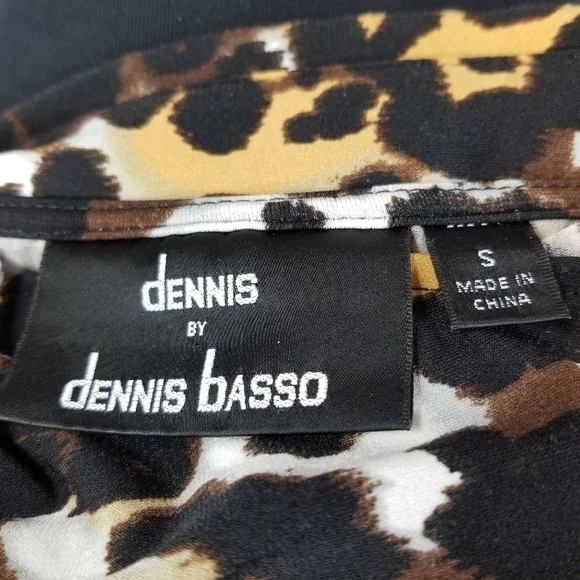 dENNIS
BY
dENNIS bASSO
S
MADE IN
CHINA